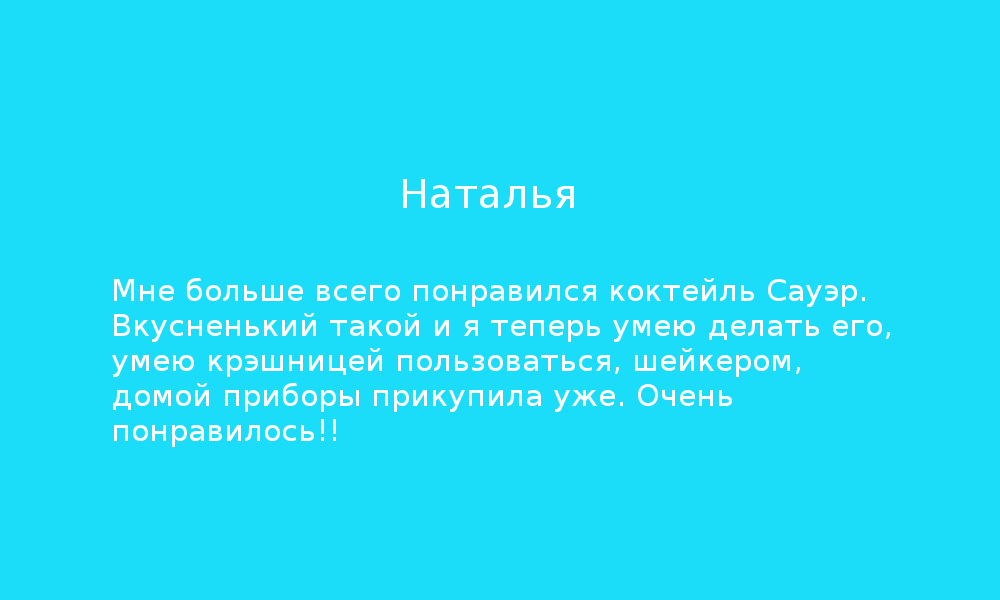 Наталья
Мне больше всего понравился коктейль Сауэр.
Вкусненький такой и я теперь умею делать его,
умею крэшницей пользоваться, шейкером,
домой приборы прикупила уже. Очень
понравилось!!